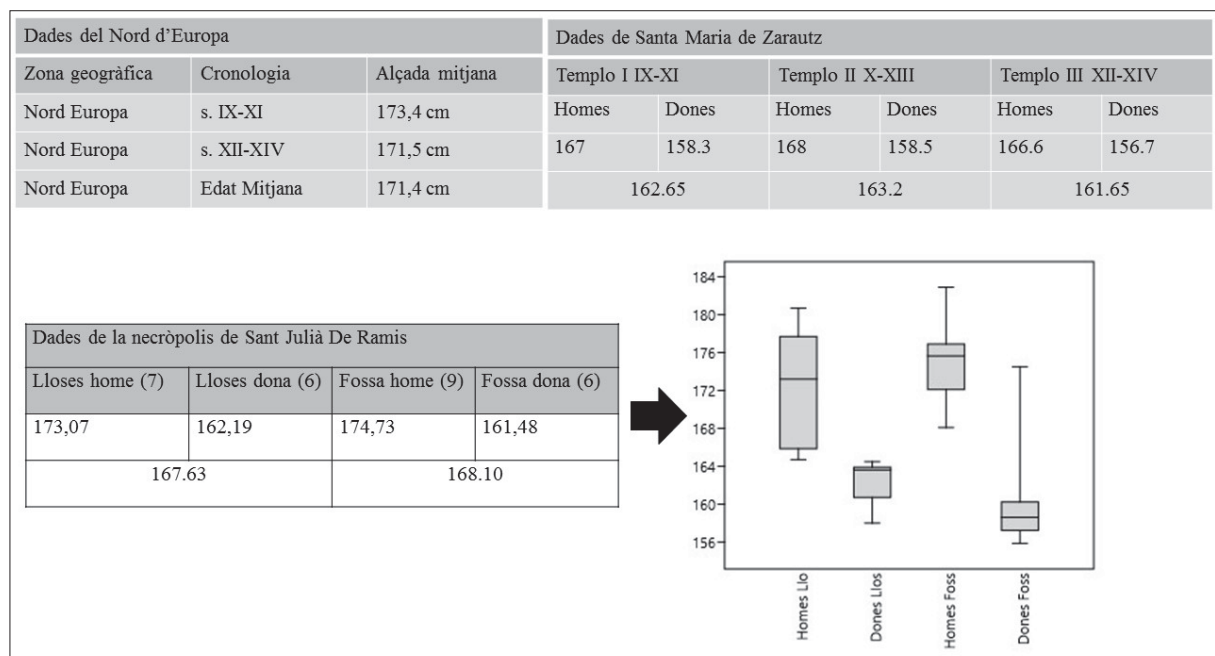 Dades del Nord d'Europa
Zona geogràfica Cronologia Alçada mitjana
Nord Europa s. IX-XI 173,4 cm
Nord Europa s. XII-XIV 171,5 cm
Nord Europa Edat Mitjana 171,4 cm
Dades de Santa Maria de Zarautz
Templo I IX-XI Templo II X-XIII Templo III XII-XIV
Homes Dones Homes Dones Homes Dones
167 158.3 168 158.5 166.6 156.7
162.65 163.2 161.65
Dades de la necròpolis de Sant Julià De Ramis
Lloses home (7) Lloses dona (6) Fossa home (9) Fossa dona (6)
173,07 162,19 174,73 161,48
167.63 168.10
184
180
176
172
168
164
160
156
Homes Llo
Dones Llos
Homes Foss
Dones Foss